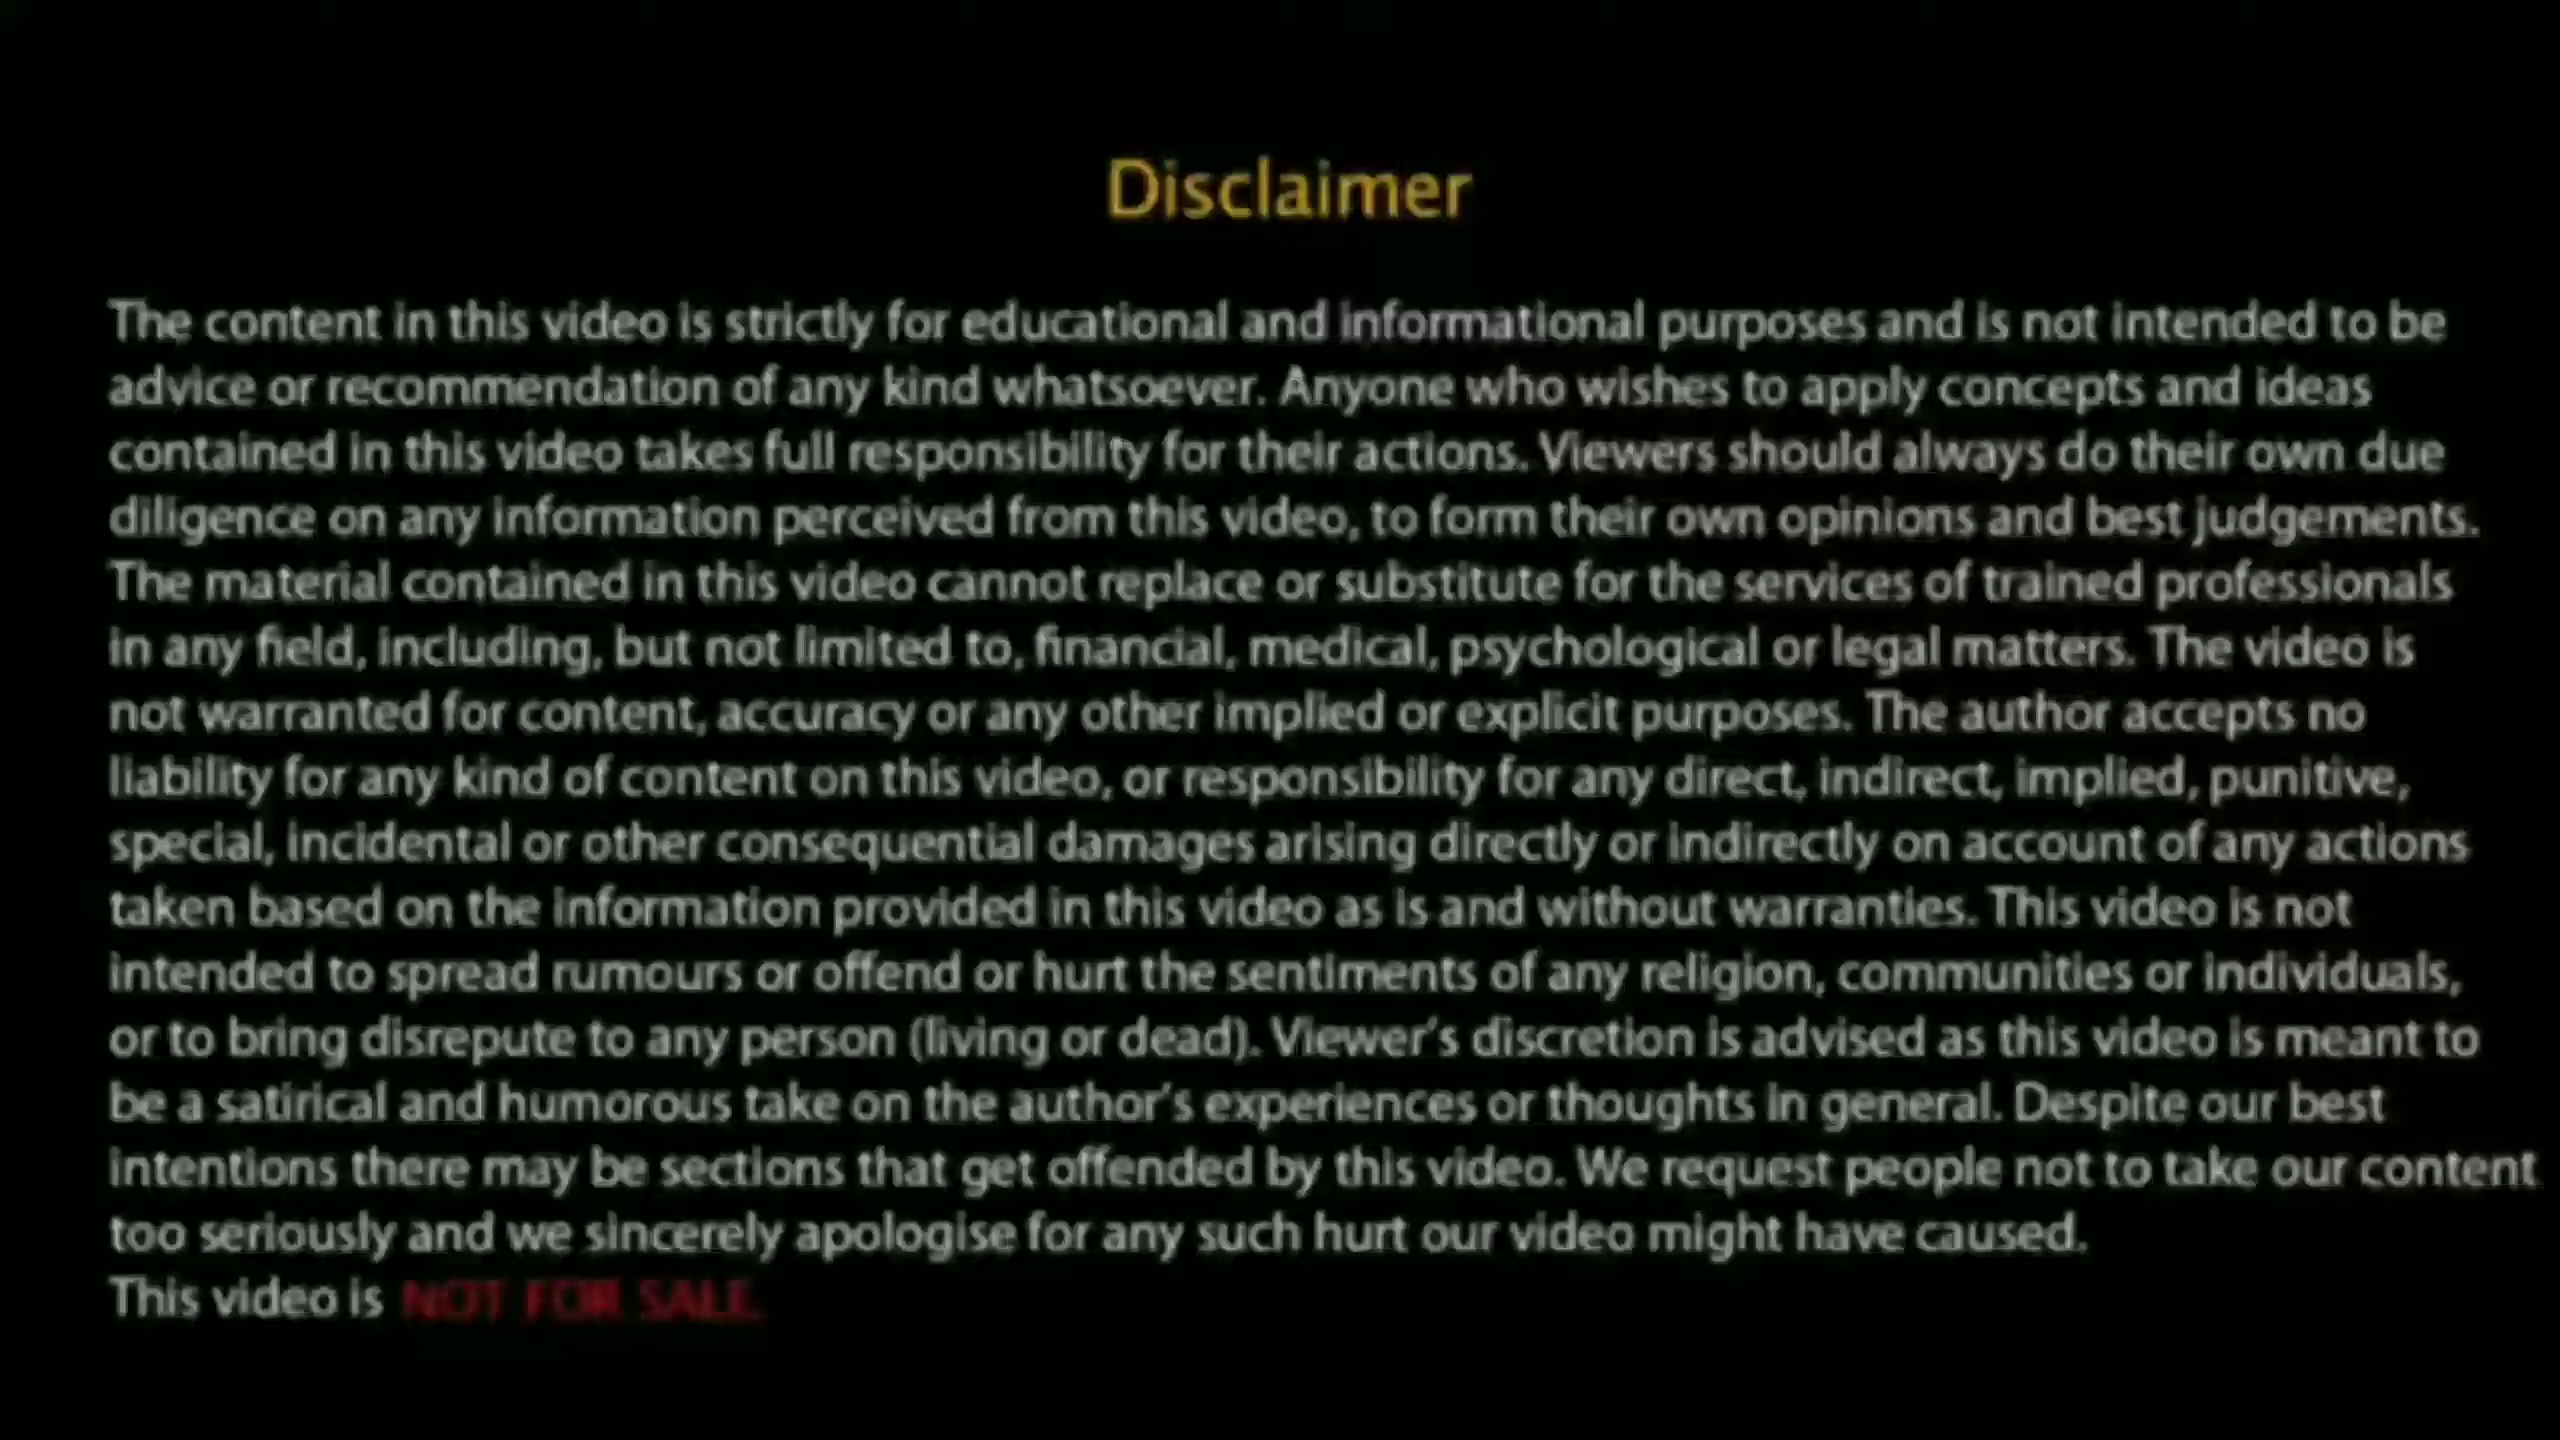 Disclaimer
The content in this video is strictly for educational and informational purposes and is not intended to be
advice or recommendation of any kind whatsoever. Anyone who wishes to apply concepts and ideas
contained in this video takes full responsibility for their actions. Viewers should always do their own due
diligence on any information perceived from this video, to form their own opinions and best judgements.
The material contained in this video cannot replace or substitute for the services of trained professionals
in any field, including, but not limited to, financial, medical, psychological or legal matters. The video is
not warranted for content, accuracy or any other implied or explicit purposes. The author accepts no
liability for any kind of content on this video, or responsibility for any direct, indirect, implied, punitive,
special, incidental or other consequential damages arising directly or indirectly on account of any actions
taken based on the information provided in this video as is and without warranties. This video is not
intended to spread rumours or offend or hurt the sentiments of any religion, communities or individuals,
or to bring disrepute to any person (living or dead). Viewer's discretion is advised as this video is meant to
be a satirical and humorous take on the author's experiences or thoughts in general. Despite our best
intentions there may be sections that get offended by this video. We request people not to take our content
too seriously and we sincerely apologise for any such hurt our video might have caused.
This video is NOT FOR SALE.